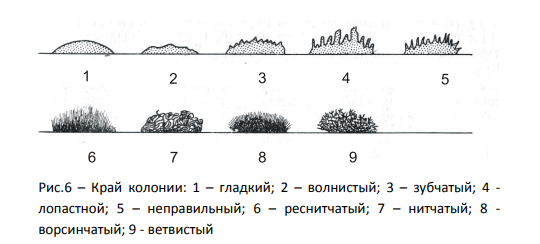 1 2 3 4 5
6 7 8 9
Рис.6 – Край колонии: 1 – гладкий; 2 – волнистый; 3 – зубчатый; 4 -
лопастной; 5 – неправильный; 6 – реснитчатый; 7 – нитчатый; 8 -
ворсинчатый; 9 - ветвистый